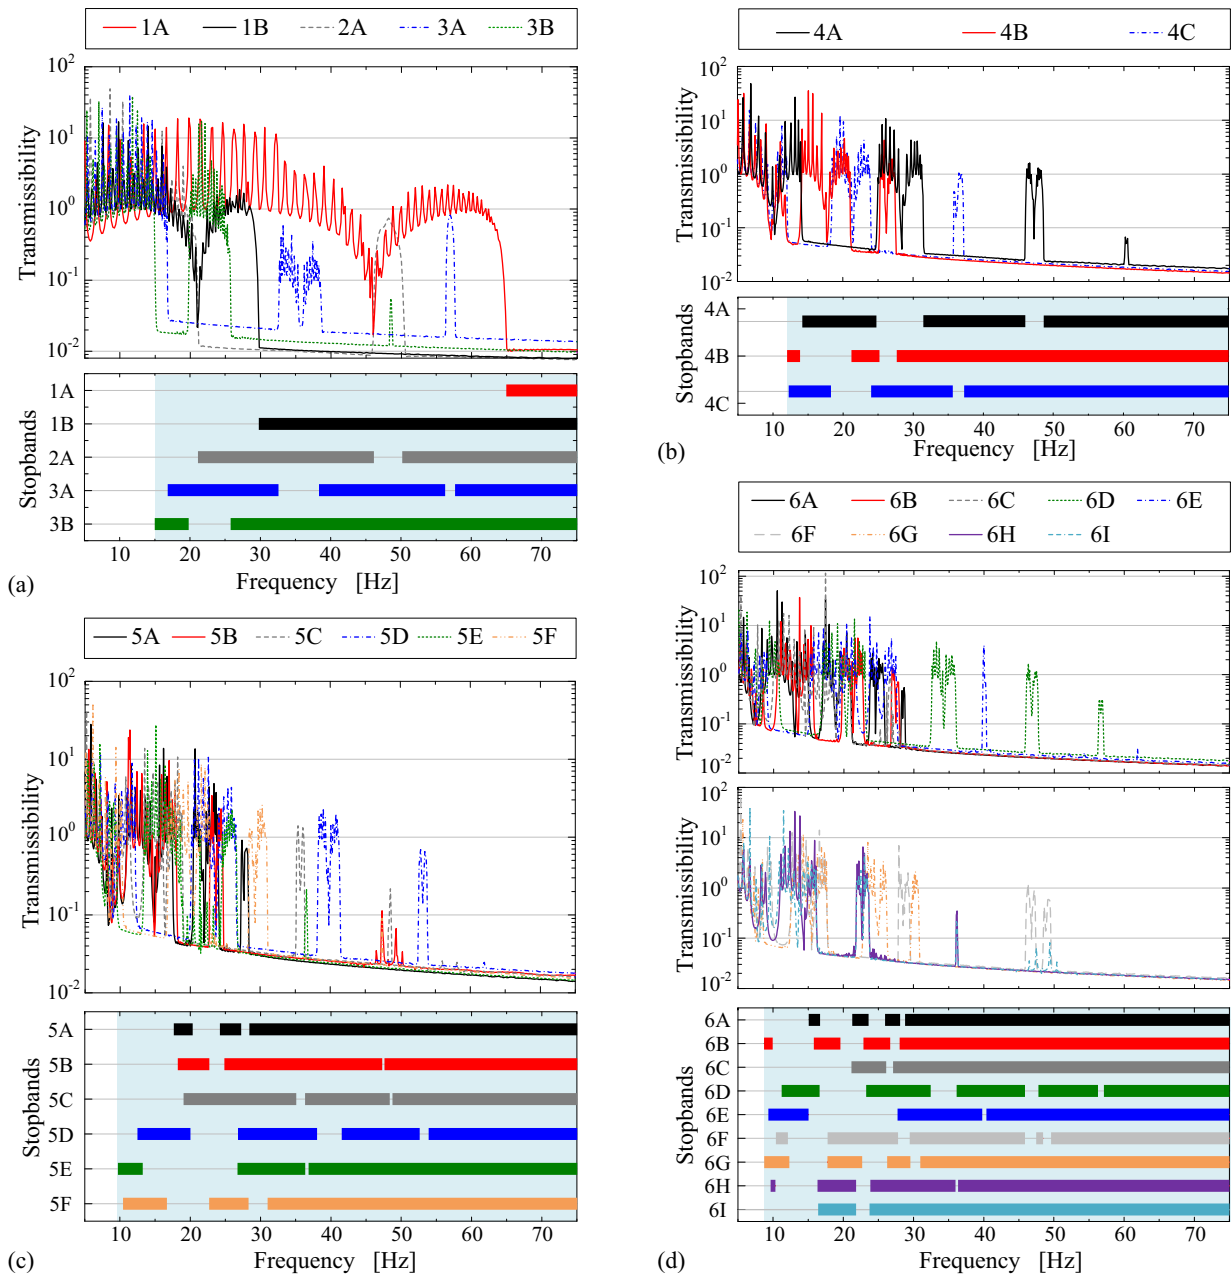 1A 1B 2A 3A 3B
10²
10¹
10⁰
10⁻¹
10⁻²
Transmissibility
1A
1B
2A
3A
3B
Stopbands
10 20 30 40 50 60 70
Frequency [Hz]
(a)
4A 4B 4C
10²
10¹
10⁰
10⁻¹
10⁻²
Transmissibility
4A
4B
4C
Stopbands
10 20 30 40 50 60 70
Frequency [Hz]
(b)
5A 5B 5C 5D 5E 5F
10²
10¹
10⁰
10⁻¹
10⁻²
Transmissibility
5A
5B
5C
5D
5E
5F
Stopbands
10 20 30 40 50 60 70
Frequency [Hz]
(c)
6A 6B 6C 6D 6E
6F 6G 6H 6I
10²
10¹
10⁰
10⁻¹
10⁻²
Transmissibility
10²
10¹
10⁰
10⁻¹
10⁻²
Transmissibility
6A
6B
6C
6D
6E
6F
6G
6H
6I
Stopbands
10 20 30 40 50 60 70
Frequency [Hz]
(d)